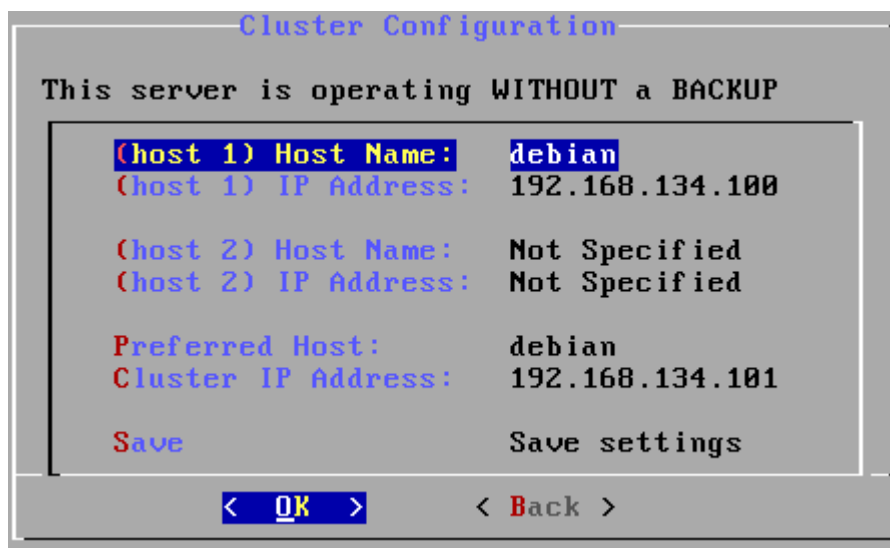 Cluster Configuration
This server is operating WITHOUT a BACKUP
(host 1) Host Name: debian
(host 1) IP Address: 192.168.134.100
(host 2) Host Name: Not Specified
(host 2) IP Address: Not Specified
Preferred Host: debian
Cluster IP Address: 192.168.134.101
Save Save settings
< OK > < Back >